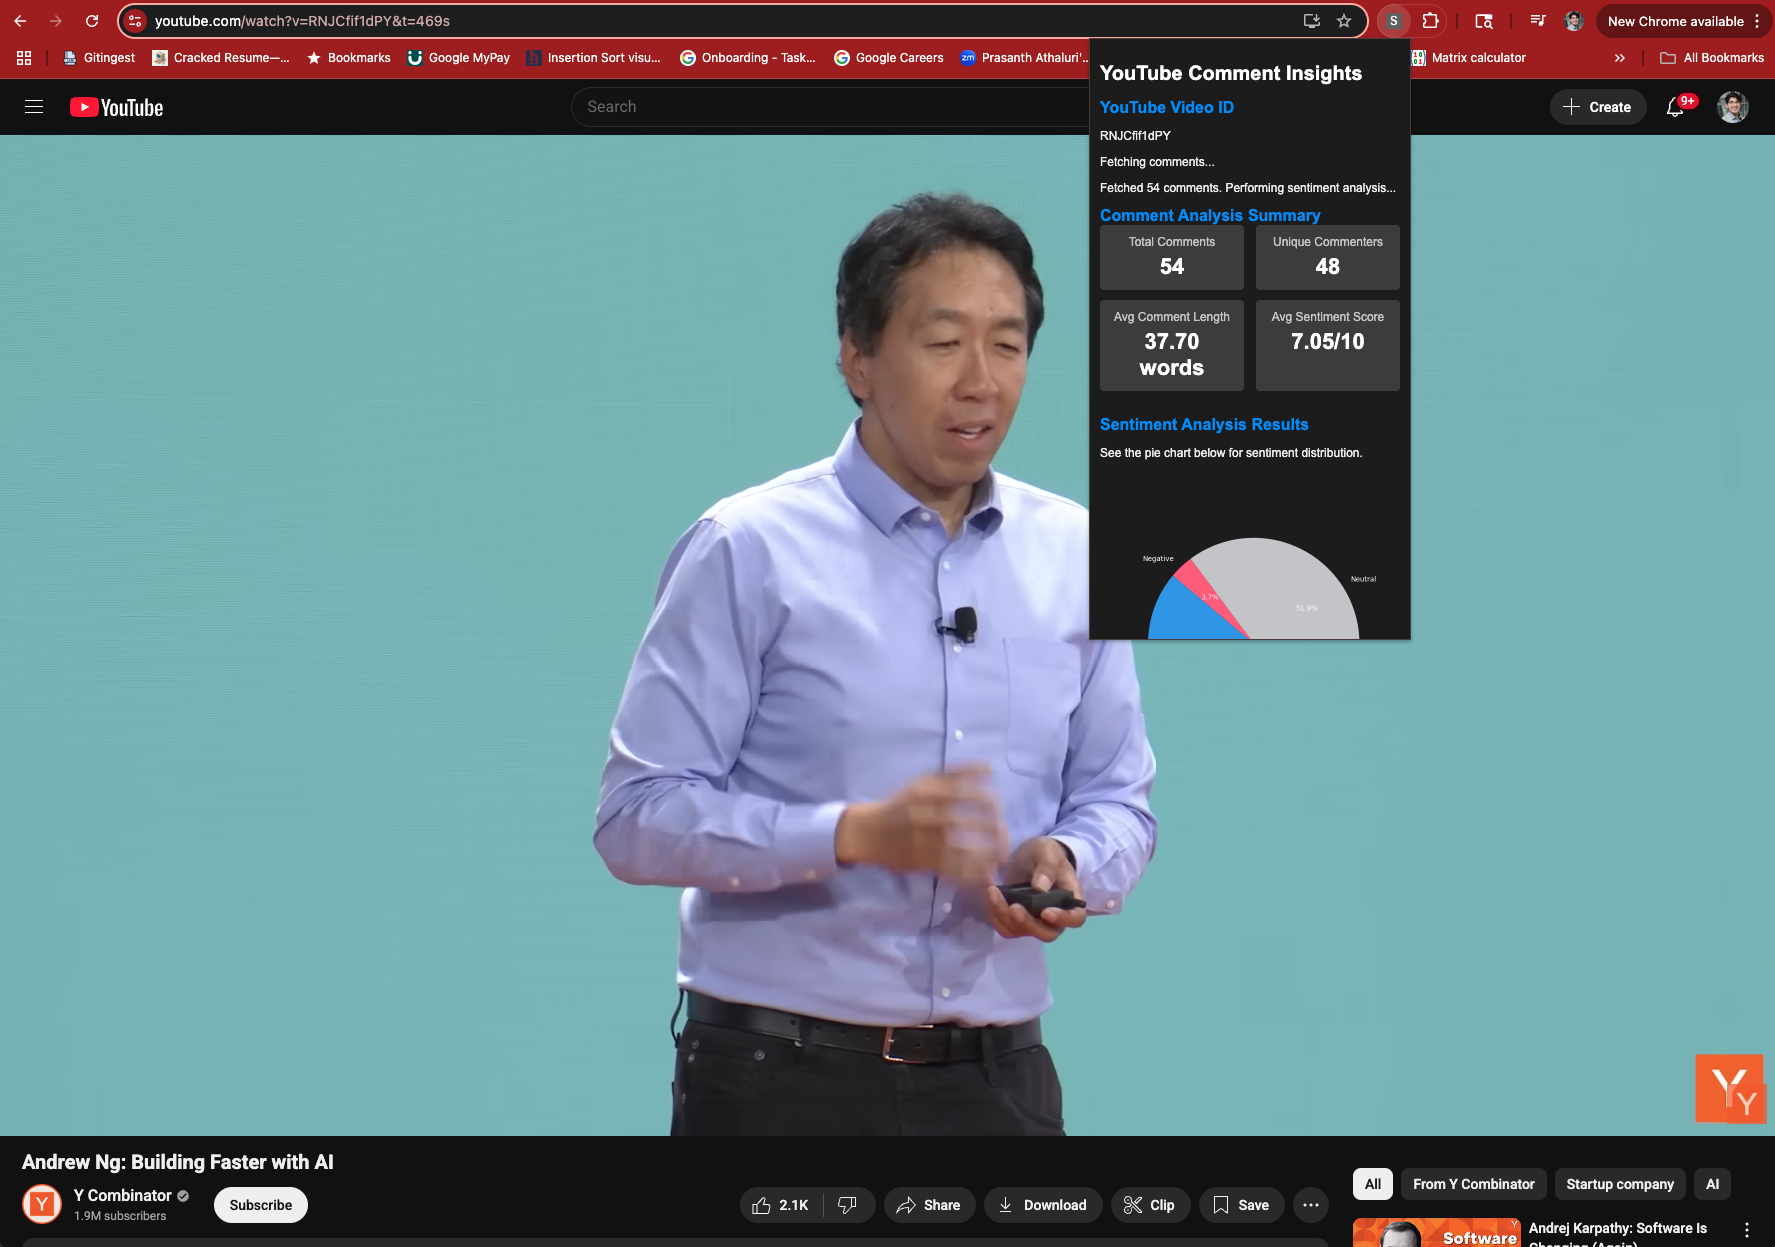 youtube.com/watch?v=RNJCfif1dPY&t=469s
S
New Chrome available
Gitingest
Cracked Resume—...
Bookmarks
Google MyPay
Insertion Sort visu...
Onboarding - Task...
Google Careers
zm
Prasanth Athaluri'...
Matrix calculator
»
All Bookmarks
YouTube
Search
Create
9+
YouTube Comment Insights
YouTube Video ID
RNJCfif1dPY
Fetching comments...
Fetched 54 comments. Performing sentiment analysis...
Comment Analysis Summary
Total Comments
54
Unique Commenters
48
Avg Comment Length
37.70
words
Avg Sentiment Score
7.05/10
Sentiment Analysis Results
See the pie chart below for sentiment distribution.
Negative
Neutral
3.7%
51.9%
Y
Y
Andrew Ng: Building Faster with AI
Y
Y Combinator
1.9M subscribers
Subscribe
2.1K
Share
Download
Clip
Save
...
All
From Y Combinator
Startup company
AI
Software
Y
Andrej Karpathy: Software Is
Changing (Again)